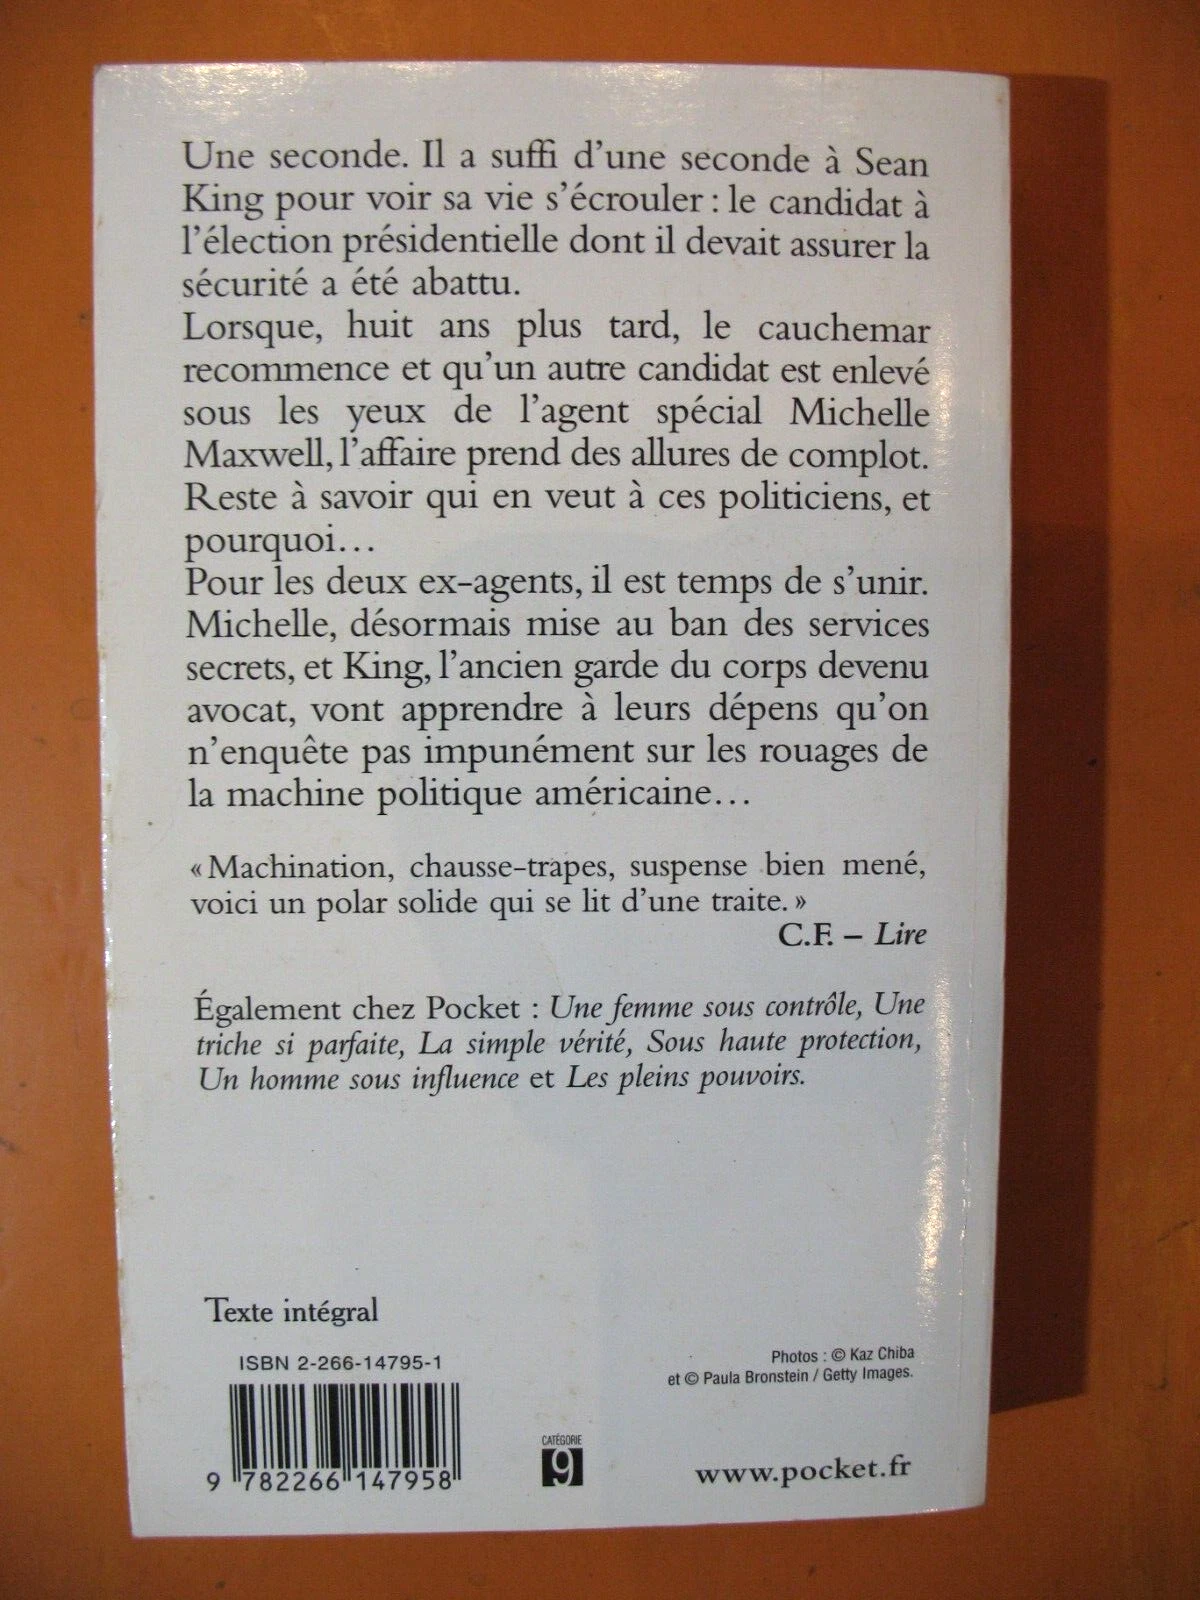 Une seconde. Il a suffi d'une seconde à Sean
King pour voir sa vie s'écrouler : le candidat à
l'élection présidentielle dont il devait assurer la
sécurité a été abattu.
Lorsque, huit ans plus tard, le cauchemar
recommence et qu'un autre candidat est enlevé
sous les yeux de l'agent spécial Michelle
Maxwell, l'affaire prend des allures de complot.
Reste à savoir qui en veut à ces politiciens, et
pourquoi…
Pour les deux ex-agents, il est temps de s'unir.
Michelle, désormais mise au ban des services
secrets, et King, l'ancien garde du corps devenu
avocat, vont apprendre à leurs dépens qu'on
n'enquête pas impunément sur les rouages de
la machine politique américaine…
« Machination, chausse-trapes, suspense bien mené,
voici un polar solide qui se lit d'une traite. »
C.F. – Lire
Également chez Pocket : Une femme sous contrôle, Une
triche si parfaite, La simple vérité, Sous haute protection,
Un homme sous influence et Les pleins pouvoirs.
Texte intégral
ISBN 2-266-14795-1
9 782266 147958
CATÉGORIE
9
Photos : © Kaz Chiba
et © Paula Bronstein / Getty Images.
www.pocket.fr